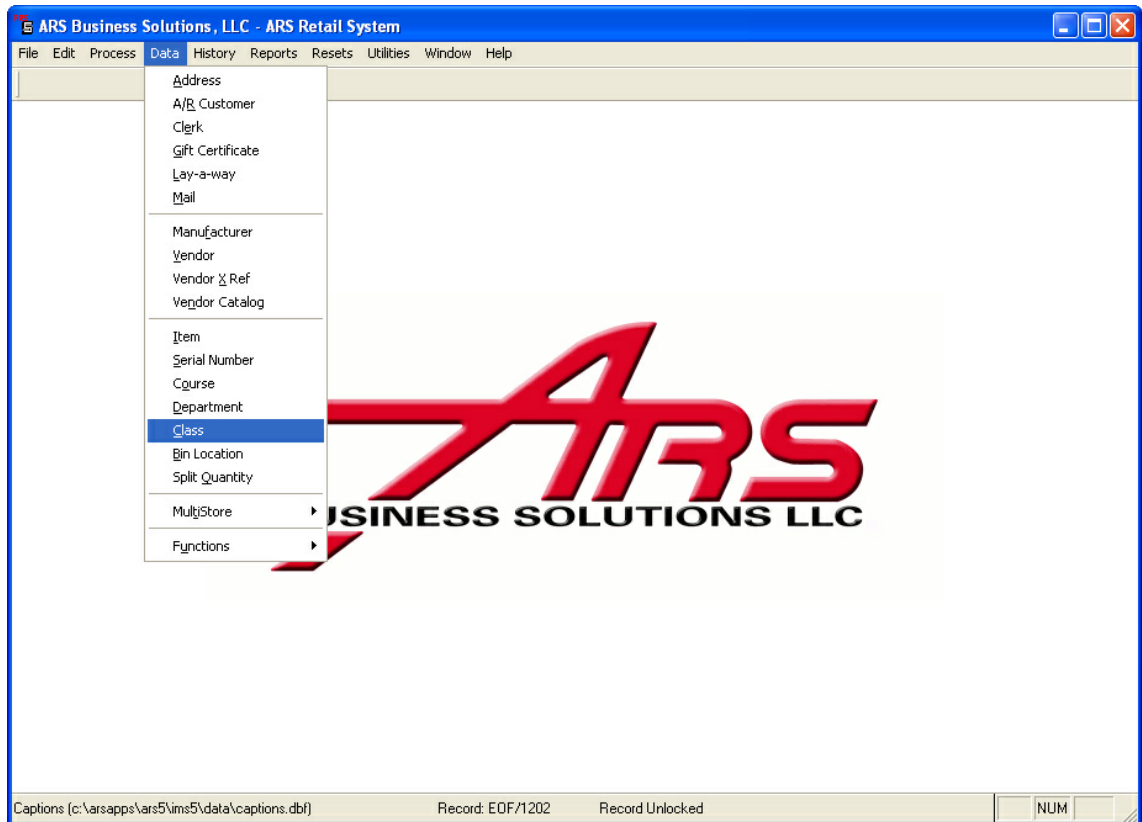 ARS Business Solutions, LLC - ARS Retail System
File Edit Process Data History Reports Resets Utilities Window Help
Address
A/R Customer
Clerk
Gift Certificate
Lay-a-way
Mail
Manufacturer
Vendor
Vendor X Ref
Vendor Catalog
Item
Serial Number
Course
Department
Class
Bin Location
Split Quantity
MultiStore
Functions
ARS
USINESS SOLUTIONS LLC
Captions (c:\arsapps\ars5\ims5\data\captions.dbf) Record: EOF/1202 Record Unlocked NUM